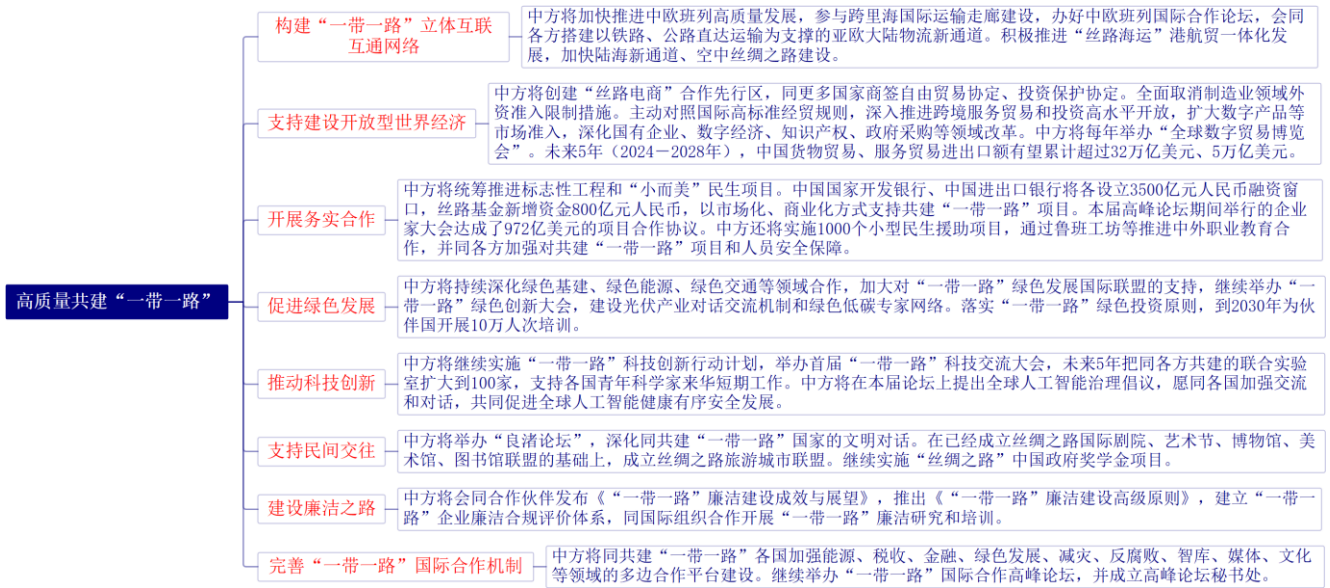 高质量共建“一带一路”
构建“一带一路”立体互联
互通网络
中方将加快推进中欧班列高质量发展，参与跨里海国际运输走廊建设，办好中欧班列国际合作论坛，会同
各方搭建以铁路、公路直达运输为支撑的亚欧大陆物流新通道。积极推进“丝路海运”港航贸一体化发
展，加快陆海新通道、空中丝绸之路建设。
支持建设开放型世界经济
中方将创建“丝路电商”合作先行区，同更多国家商签自由贸易协定、投资保护协定。全面取消制造业领域外
资准入限制措施。主动对照国际高标准经贸规则，深入推进跨境服务贸易和投资高水平开放，扩大数字产品等
市场准入，深化国有企业、数字经济、知识产权、政府采购等领域改革。中方将每年举办“全球数字贸易博览
会”。未来5年（2024－2028年），中国货物贸易、服务贸易进出口额有望累计超过32万亿美元、5万亿美元。
开展务实合作
中方将统筹推进标志性工程和“小而美”民生项目。中国国家开发银行、中国进出口银行将各设立3500亿元人民币融资窗
口，丝路基金新增资金800亿元人民币，以市场化、商业化方式支持共建“一带一路”项目。本届高峰论坛期间举行的企业
家大会达成了972亿美元的项目合作协议。中方还将实施1000个小型民生援助项目，通过鲁班工坊等推进中外职业教育合
作，并同各方加强对共建“一带一路”项目和人员安全保障。
促进绿色发展
中方将持续深化绿色基建、绿色能源、绿色交通等领域合作，加大对“一带一路”绿色发展国际联盟的支持，继续举办“一
带一路”绿色创新大会，建设光伏产业对话交流机制和绿色低碳专家网络。落实“一带一路”绿色投资原则，到2030年为伙
伴国开展10万人次培训。
推动科技创新
中方将继续实施“一带一路”科技创新行动计划，举办首届“一带一路”科技交流大会，未来5年把同各方共建的联合实验
室扩大到100家，支持各国青年科学家来华短期工作。中方将在本届论坛上提出全球人工智能治理倡议，愿同各国加强交流
和对话，共同促进全球人工智能健康有序安全发展。
支持民间交往
中方将举办“良渚论坛”，深化同共建“一带一路”国家的文明对话。在已经成立丝绸之路国际剧院、艺术节、博物馆、美
术馆、图书馆联盟的基础上，成立丝绸之路旅游城市联盟。继续实施“丝绸之路”中国政府奖学金项目。
建设廉洁之路
中方将会同合作伙伴发布《“一带一路”廉洁建设成效与展望》，推出《“一带一路”廉洁建设高级原则》，建立“一带一
路”企业廉洁合规评价体系，同国际组织合作开展“一带一路”廉洁研究和培训。
完善“一带一路”国际合作机制
中方将同共建“一带一路”各国加强能源、税收、金融、绿色发展、减灾、反腐败、智库、媒体、文化
等领域的多边合作平台建设。继续举办“一带一路”国际合作高峰论坛，并成立高峰论坛秘书处。